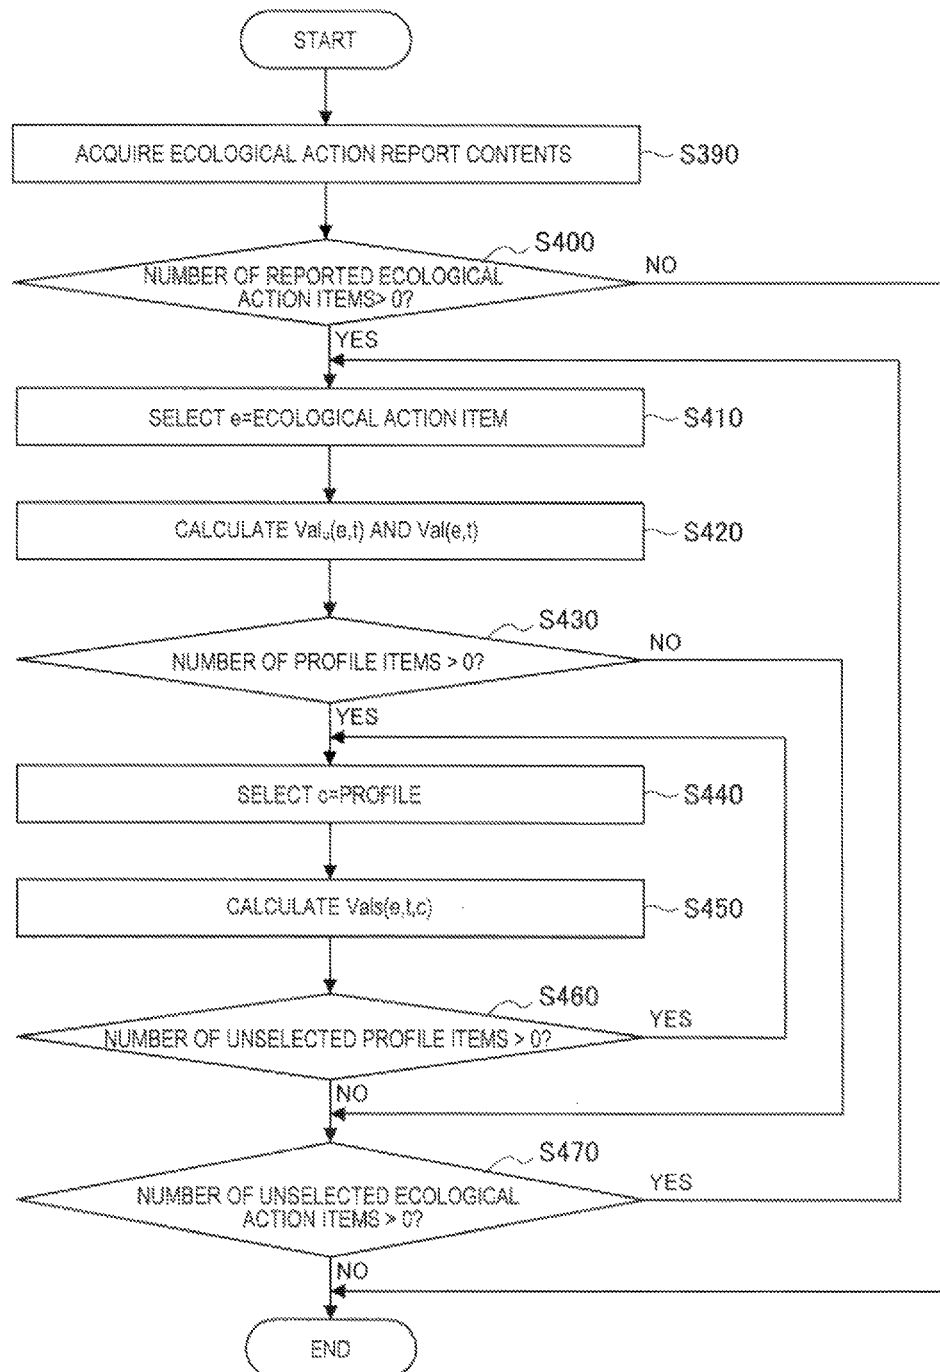 START
ACQUIRE ECOLOGICAL ACTION REPORT CONTENTS
S390
S400
NUMBER OF REPORTED ECOLOGICAL
ACTION ITEMS> 0?
NO
YES
SELECT e=ECOLOGICAL ACTION ITEM
S410
CALCULATE Valu(e,t) AND Val(e,t)
S420
S430
NUMBER OF PROFILE ITEMS > 0?
NO
YES
SELECT c=PROFILE
S440
CALCULATE Vals(e,t,c)
S450
S460
NUMBER OF UNSELECTED PROFILE ITEMS > 0?
YES
NO
S470
NUMBER OF UNSELECTED ECOLOGICAL
ACTION ITEMS > 0?
YES
NO
END